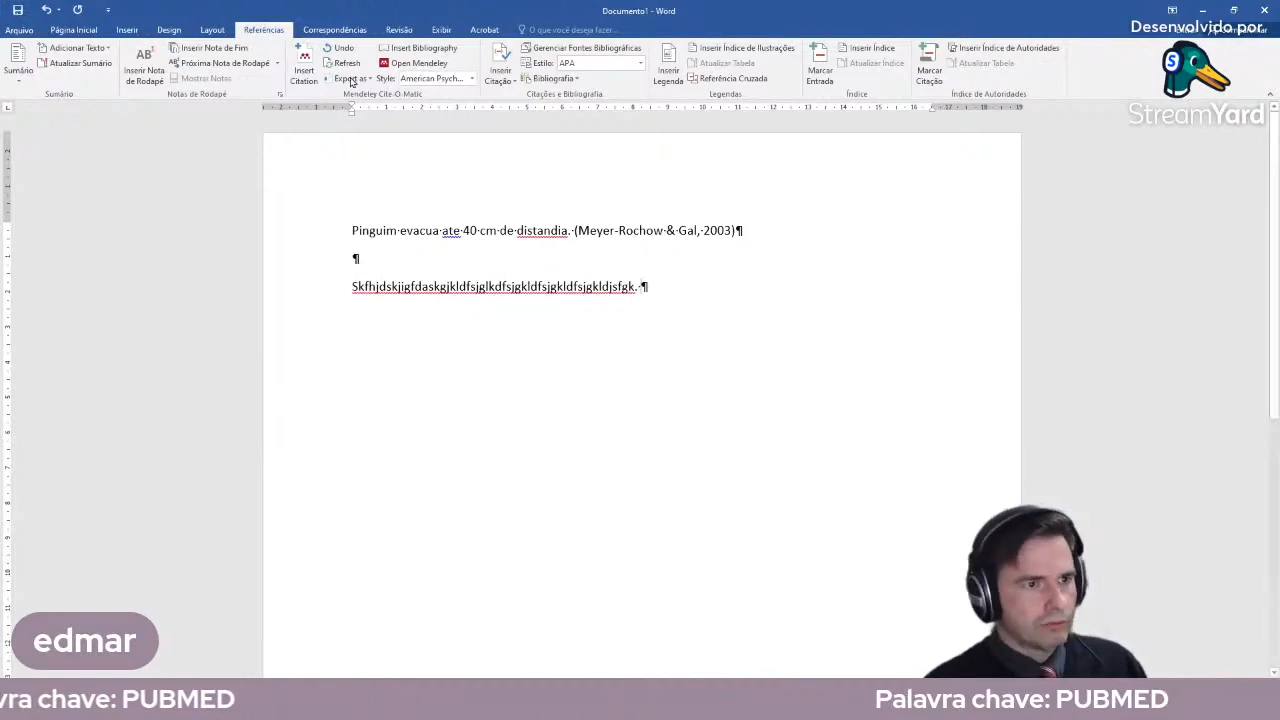 Documento1 - Word
Desenvolvido por
StreamYard
Arquivo Página Inicial Inserir Design Layout Referências Correspondências Revisão Exibir Acrobat O que você deseja fazer...
Sumário
Adicionar Texto
Atualizar Sumário
Sumário
Inserir Nota de Rodapé
Inserir Nota de Fim
Próxima Nota de Rodapé
Mostrar Notas
Notas de Rodapé
Insert Citation
Undo
Refresh
Export as
Insert Bibliography
Open Mendeley
Style: American Psych...
Mendeley Cite-O-Matic
Inserir Citação
Gerenciar Fontes Bibliográficas
Estilo: APA
Bibliografia
Citações e Bibliografia
Inserir Legenda
Inserir Índice de Ilustrações
Atualizar Tabela
Referência Cruzada
Legendas
Marcar Entrada
Inserir Índice
Atualizar Índice
Índice
Marcar Citação
Inserir Índice de Autoridades
Atualizar Tabela
Índice de Autoridades
Pinguim·evacua·ate·40·cm·de·distandia.·(Meyer-Rochow·&·Gal,·2003)¶
¶
Skfhjdskjigfdaskgjkldfsjglkdfsjgkldfsjgkldfsjgkldjsfgk.·¶
edmar
vra chave: PUBMED
Palavra chave: PUBMED